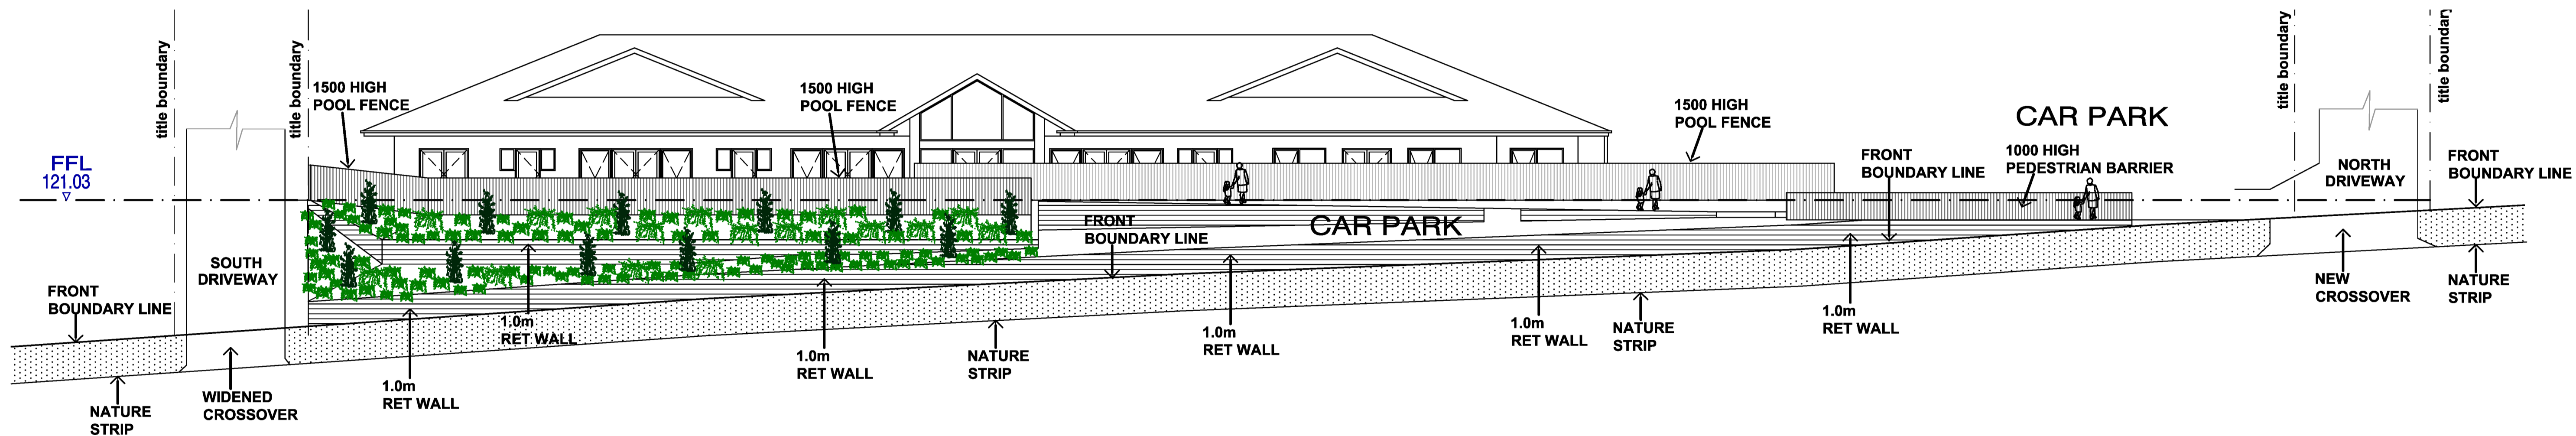 title boundary
title boundary
title boundary
title boundary
1500 HIGH
POOL FENCE
1500 HIGH
POOL FENCE
1500 HIGH
POOL FENCE
CAR PARK
FRONT
BOUNDARY LINE
1000 HIGH
PEDESTRIAN BARRIER
NORTH
DRIVEWAY
FRONT
BOUNDARY LINE
FFL
121.03
FRONT
BOUNDARY LINE
CAR PARK
SOUTH
DRIVEWAY
FRONT
BOUNDARY LINE
NEW
CROSSOVER
NATURE
STRIP
1.0m
RET WALL
1.0m
RET WALL
1.0m
RET WALL
1.0m
RET WALL
NATURE
STRIP
1.0m
RET WALL
NATURE
STRIP
1.0m
RET WALL
WIDENED
CROSSOVER
NATURE
STRIP